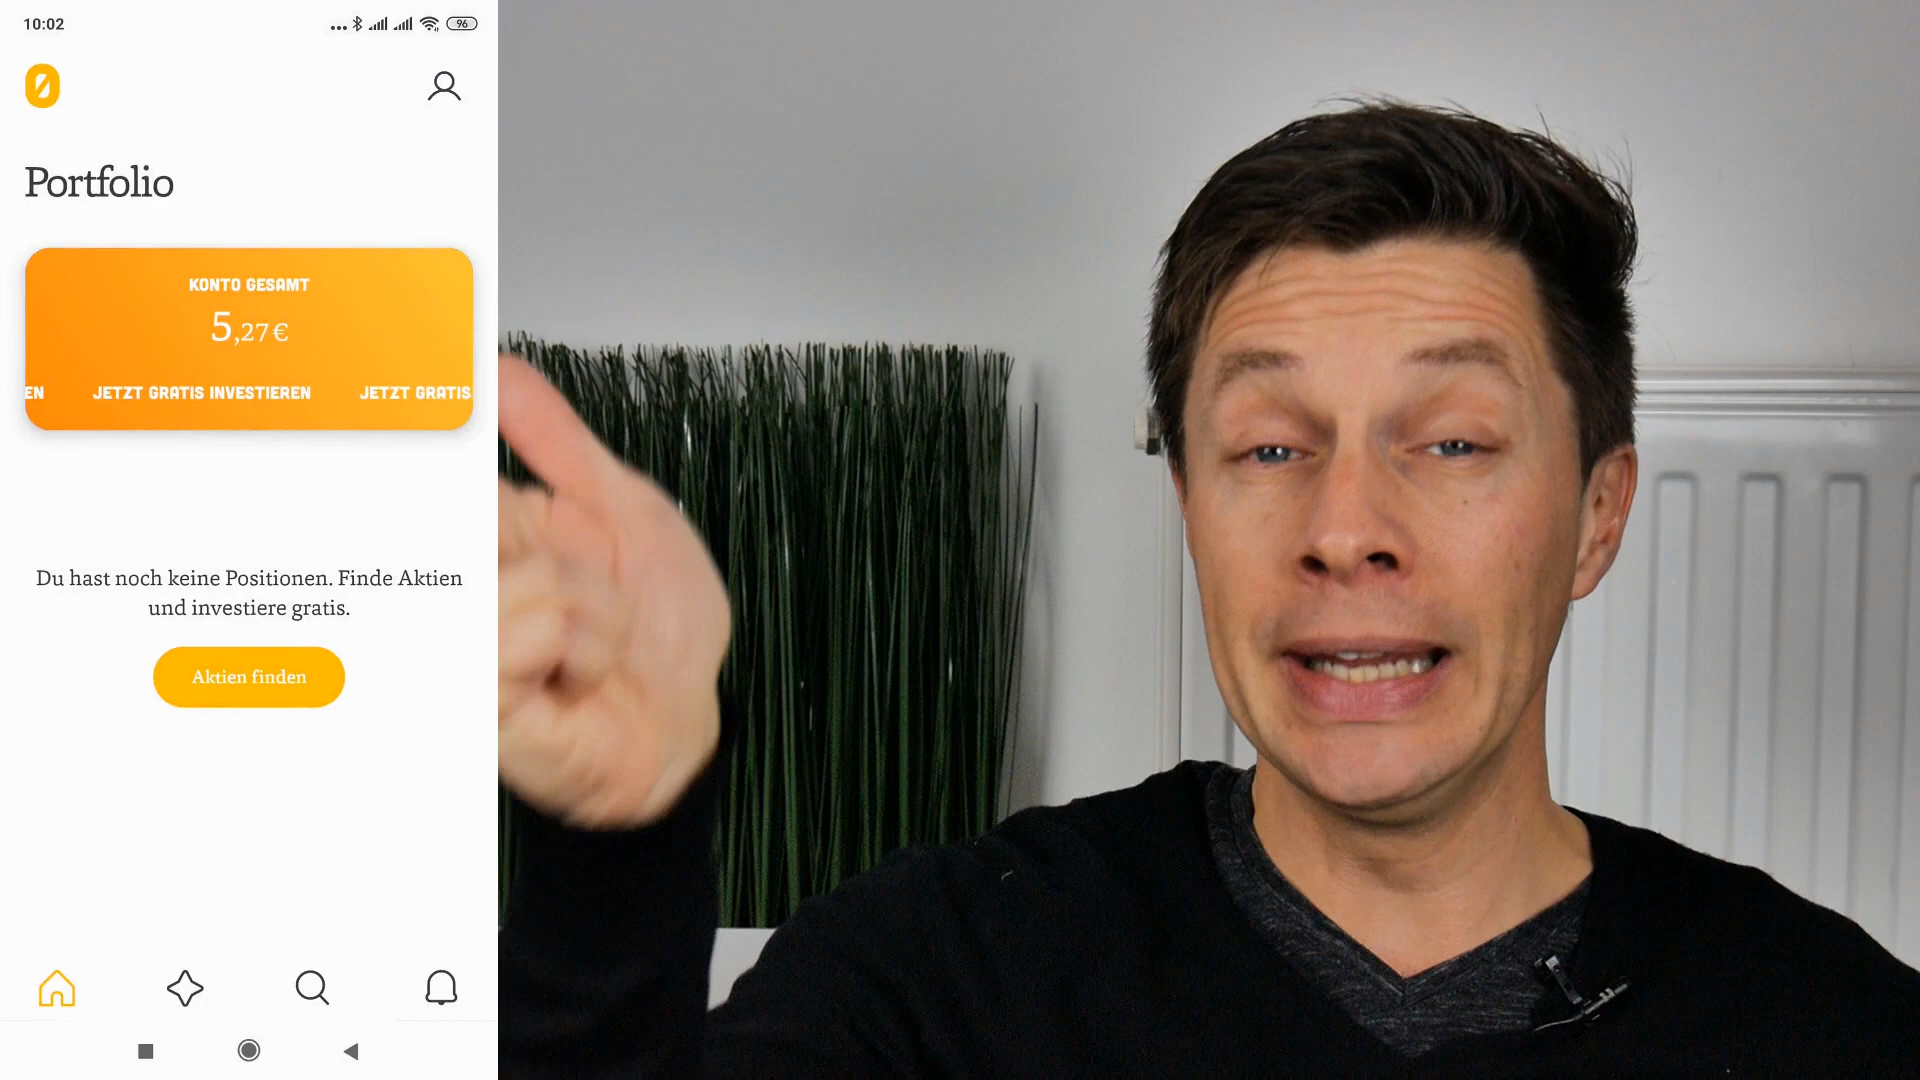 10:02
96
Portfolio
KONTO GESAMT
5,27 €
EN JETZT GRATIS INVESTIEREN JETZT GRATIS
Du hast noch keine Positionen. Finde Aktien
und investiere gratis.
Aktien finden